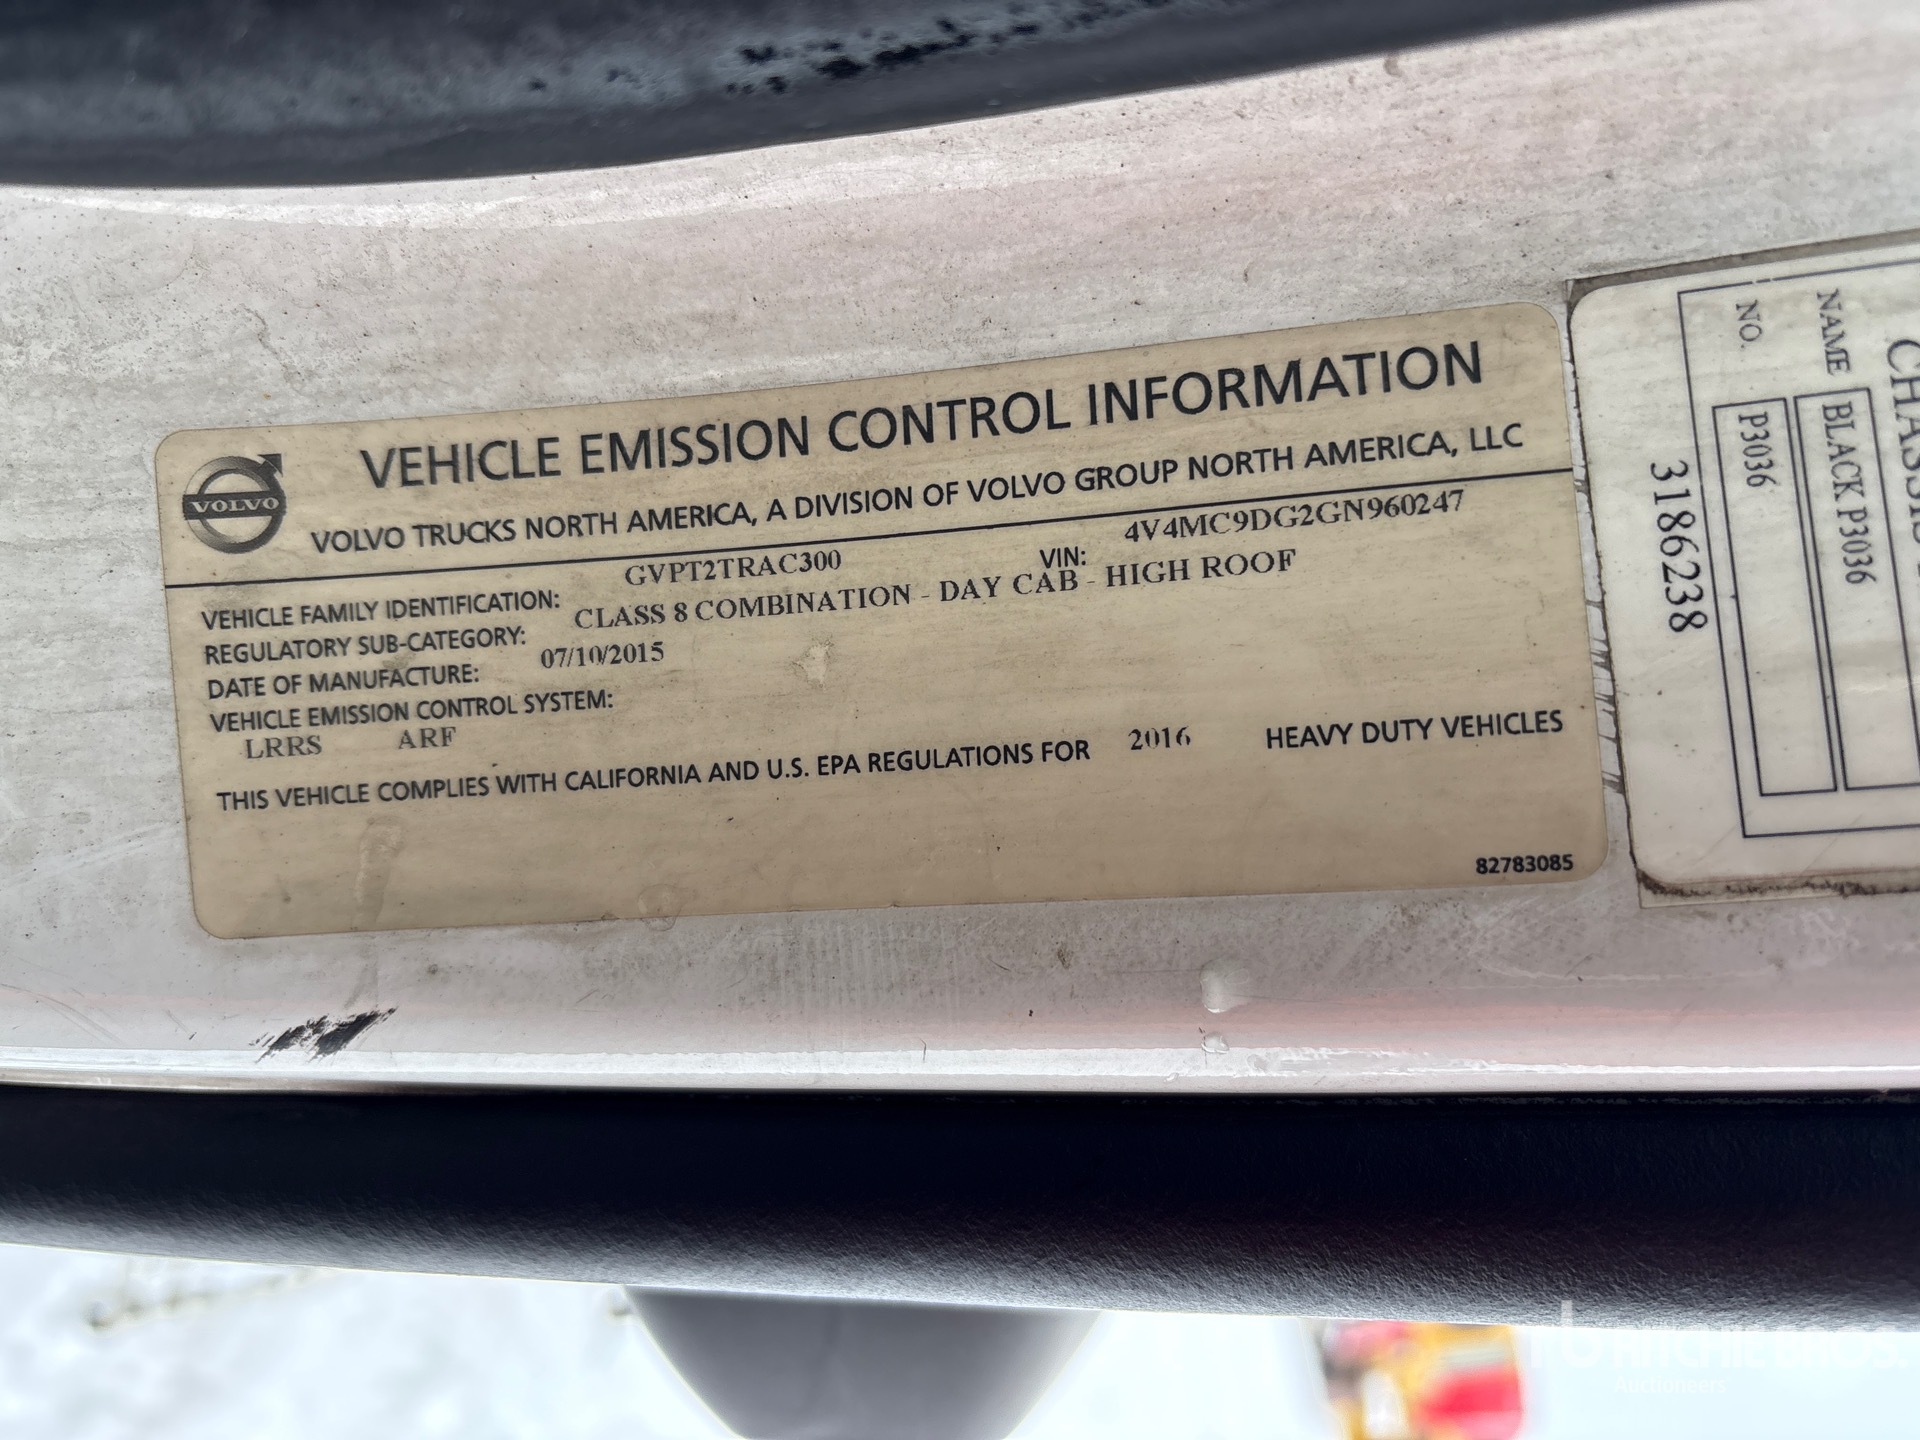 VOLVO
VEHICLE EMISSION CONTROL INFORMATION
VOLVO TRUCKS NORTH AMERICA, A DIVISION OF VOLVO GROUP NORTH AMERICA, LLC
VEHICLE FAMILY IDENTIFICATION: GVPT2TRAC300 VIN: 4V4MC9DG2GN960247
REGULATORY SUB-CATEGORY: CLASS 8 COMBINATION - DAY CAB - HIGH ROOF
DATE OF MANUFACTURE: 07/10/2015
VEHICLE EMISSION CONTROL SYSTEM:
LRRS ARF
THIS VEHICLE COMPLIES WITH CALIFORNIA AND U.S. EPA REGULATIONS FOR 2016 HEAVY DUTY VEHICLES
82783085
CHASSIS
NAME BLACK P3036
NO. P3036
3186238
Auctioneers